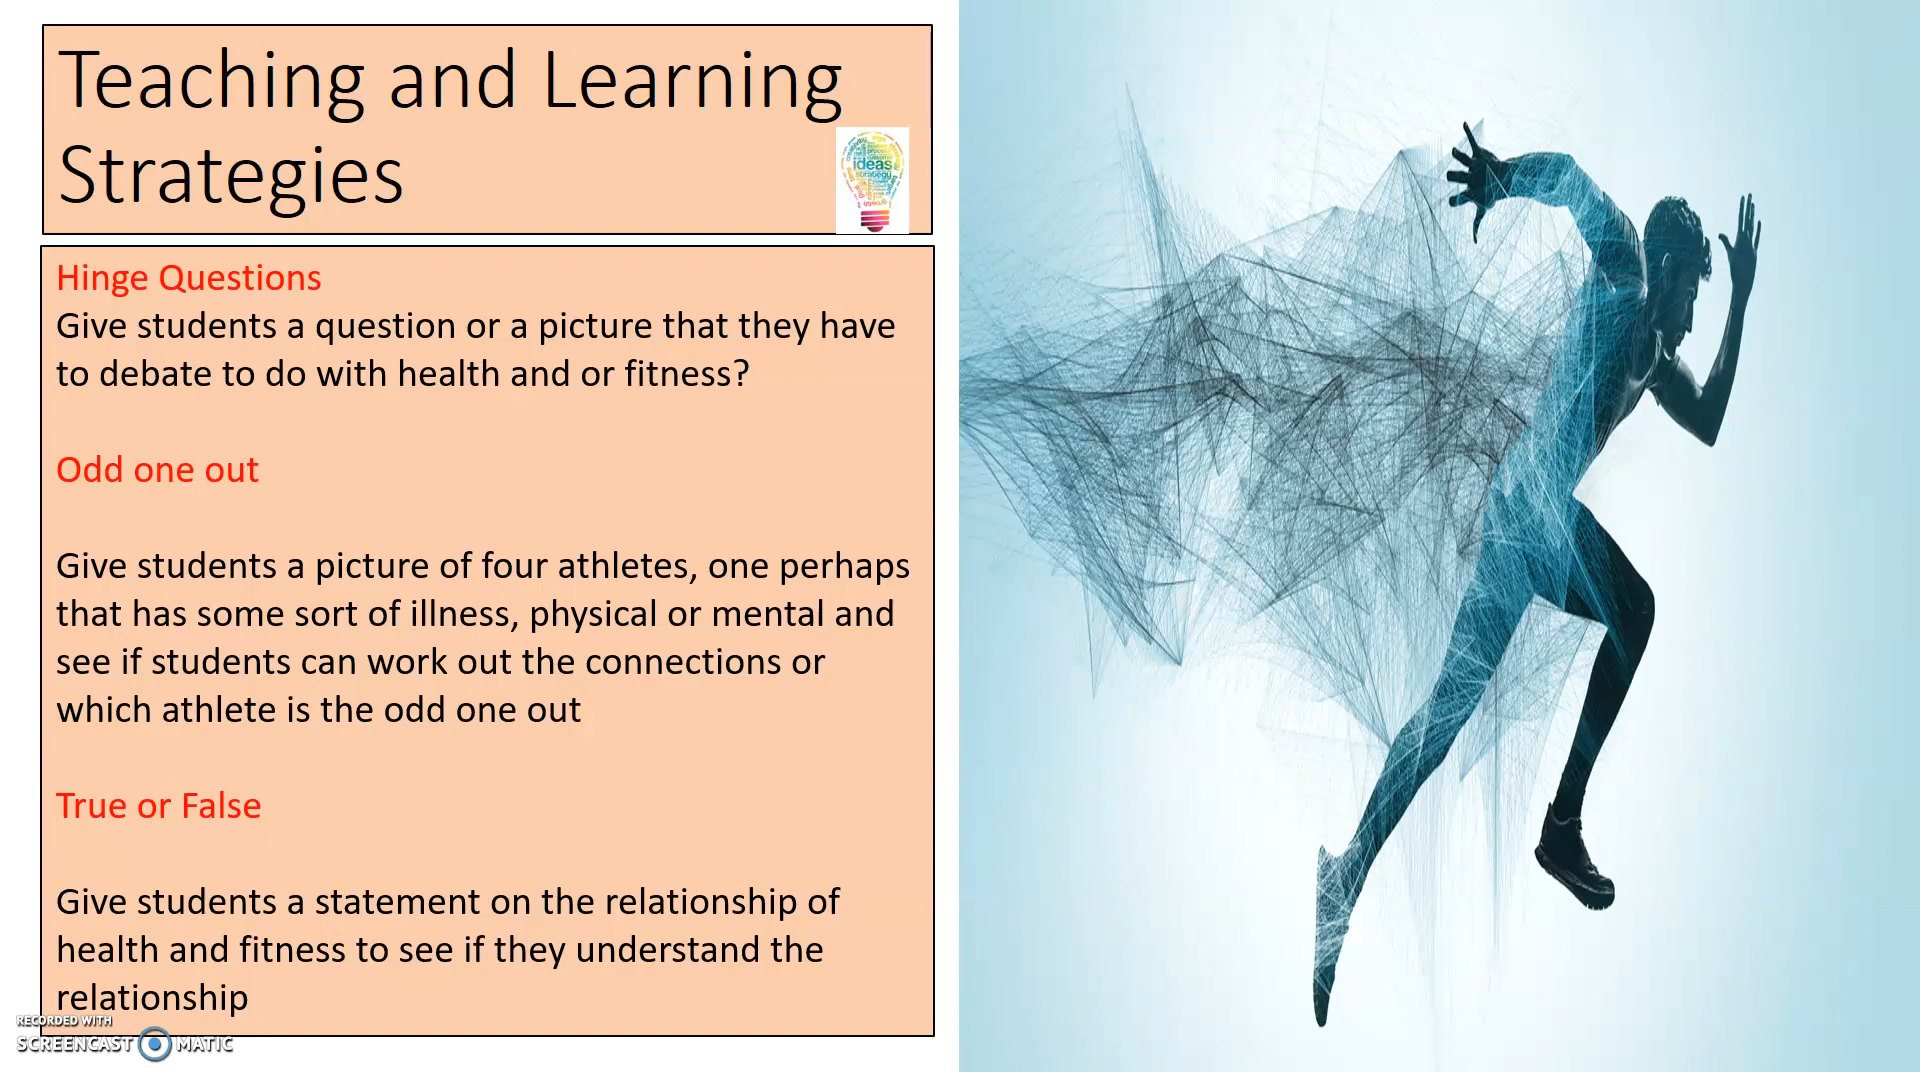 Teaching and Learning
Strategies
ideas
strategy
growth
Hinge Questions
Give students a question or a picture that they have
to debate to do with health and or fitness?
Odd one out
Give students a picture of four athletes, one perhaps
that has some sort of illness, physical or mental and
see if students can work out the connections or
which athlete is the odd one out
True or False
Give students a statement on the relationship of
health and fitness to see if they understand the
relationship
RECORDED WITH
SCREENCAST MATIC